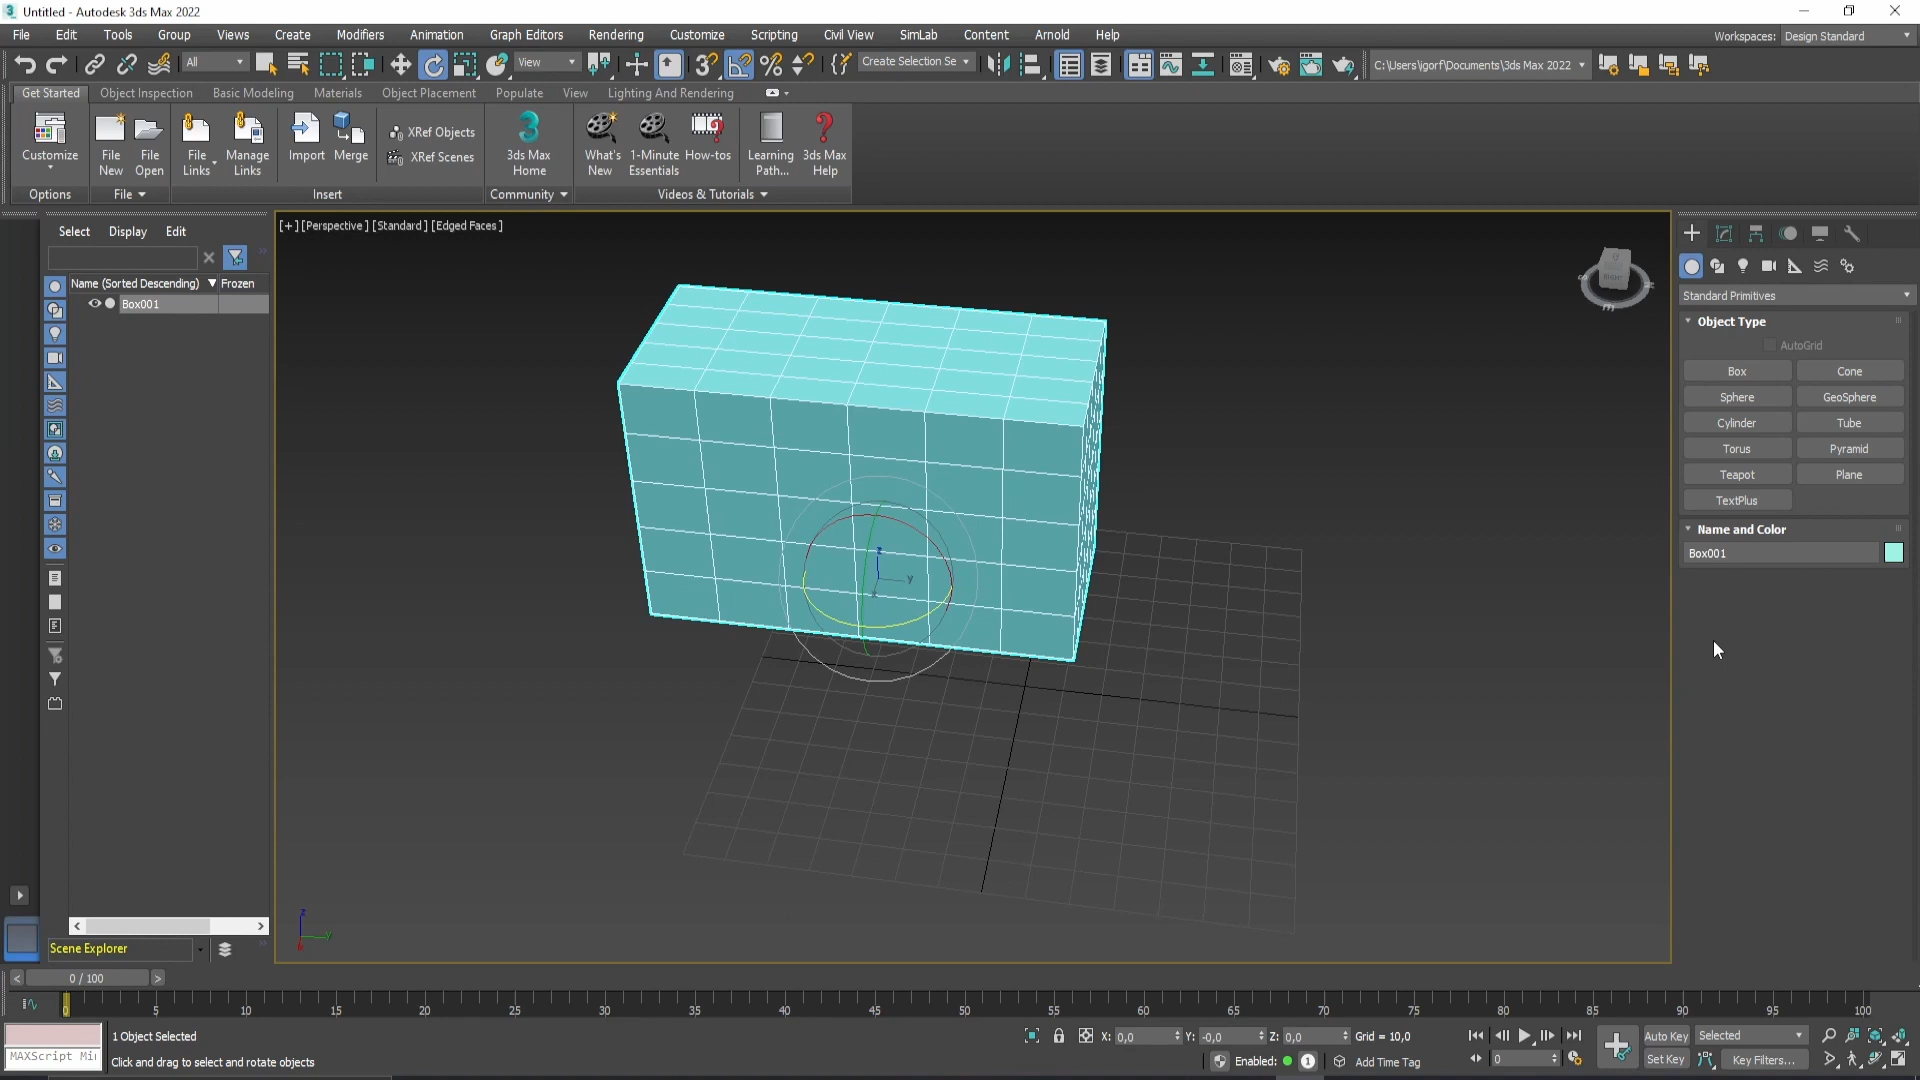 Untitled - Autodesk 3ds Max 2022
File Edit Tools Group Views Create Modifiers Animation Graph Editors Rendering Customize Scripting Civil View SimLab Content Arnold Help Workspaces: Design Standard
All View Create Selection Se C:\Users\jgorf\Documents\3ds Max 2022
Get Started Object Inspection Basic Modeling Materials Object Placement Populate View Lighting And Rendering
Customize File New File Open File Links Manage Links Import Merge XRef Objects XRef Scenes 3ds Max Home What's New 1-Minute Essentials How-tos Learning Path... 3ds Max Help
Options File Insert Community Videos & Tutorials
Select Display Edit
[+] [Perspective] [Standard] [Edged Faces]
Name (Sorted Descending) Frozen
Box001
Standard Primitives
Object Type
AutoGrid
Box Cone
Sphere GeoSphere
Cylinder Tube
Torus Pyramid
Teapot Plane
TextPlus
Name and Color
Box001
z
y
x
z
y
Scene Explorer
0 / 100
0 5 10 15 20 25 30 35 40 45 50 55 60 65 70 75 80 85 90 95 100
1 Object Selected X: 0,0 Y: -0,0 Z: 0,0 Grid = 10,0 Auto Key Selected
MAXScript Mi Click and drag to select and rotate objects Enabled: 1 Add Time Tag 0 Set Key Key Filters...